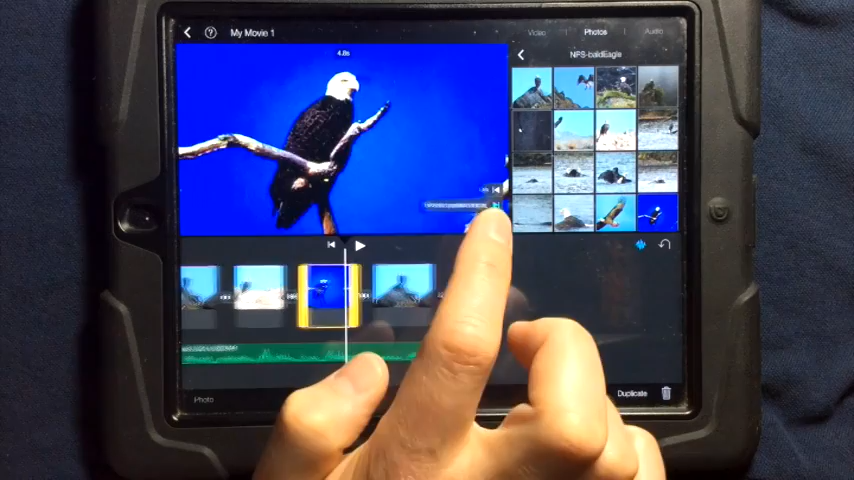 My Movie 1
Video
Photos
Audio
NPS-baldEagle
4.8s
Photo
Duplicate